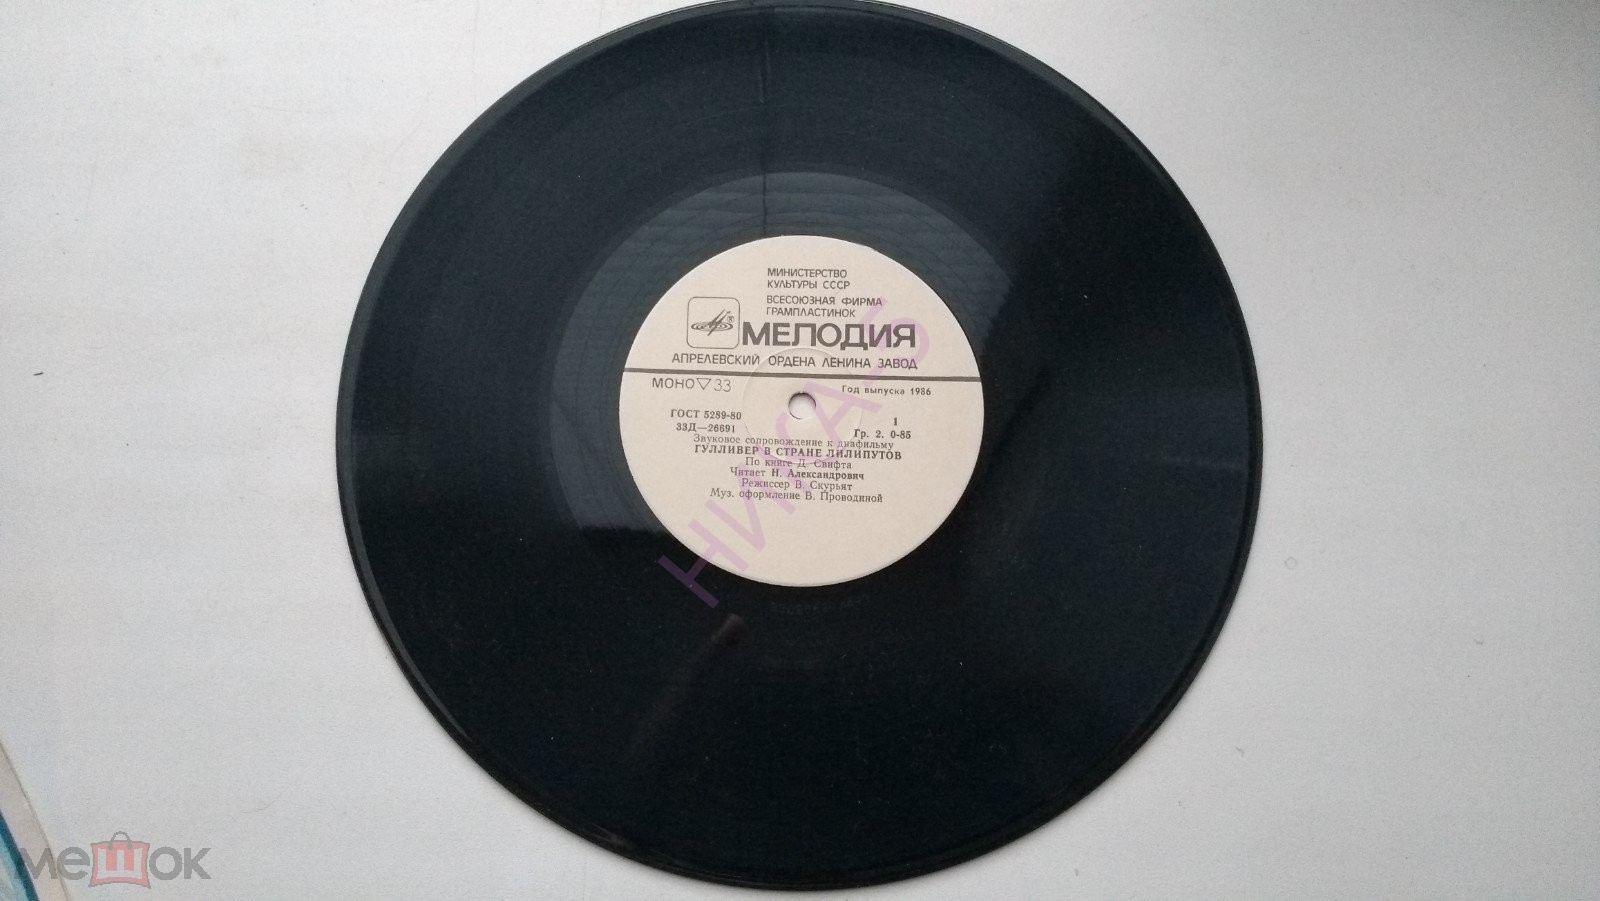 МИНИСТЕРСТВО
КУЛЬТУРЫ СССР
ВСЕСОЮЗНАЯ ФИРМА
ГРАМПЛАСТИНОК
МЕЛОДИЯ
АПРЕЛЕВСКИЙ ОРДЕНА ЛЕНИНА ЗАВОД
МОНО ▽ 33
Год выпуска 1986
ГОСТ 5289-80
1
33Д—26691
Гр. 2. 0-85
Звуковое сопровождение к диафильму
ГУЛЛИВЕР В СТРАНЕ ЛИЛИПУТОВ
По книге Д. Свифта
Читает Н. Александрович
Режиссер В. Скурьят
Муз. оформление В. Проводиной
НИКА-5
мешок